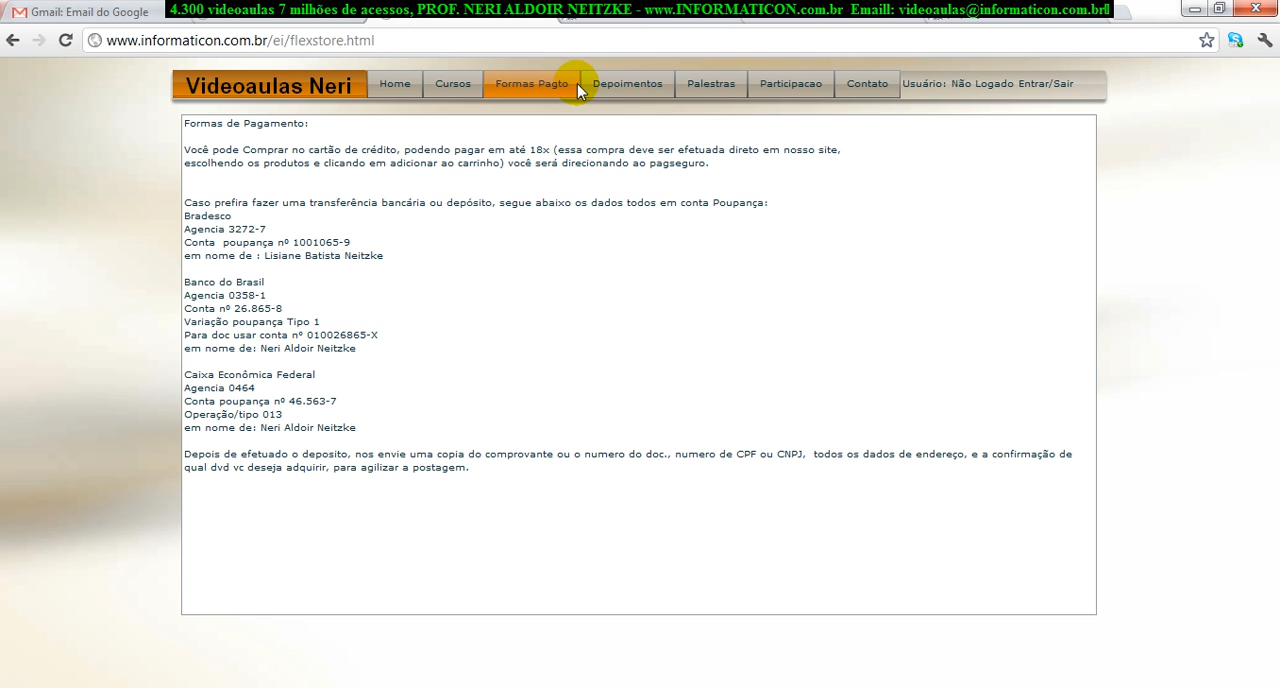 Gmail: Email do Google
4.300 videoaulas 7 milhões de acessos, PROF. NERI ALDOIR NEITZKE - www.INFORMATICON.com.br Emaill: videoaulas@informaticon.com.br
www.informaticon.com.br/ei/flexstore.html
Videoaulas Neri Home Cursos Formas Pagto Depoimentos Palestras Participacao Contato Usuário: Não Logado Entrar/Sair
Formas de Pagamento:
Você pode Comprar no cartão de crédito, podendo pagar em até 18x (essa compra deve ser efetuada direto em nosso site,
escolhendo os produtos e clicando em adicionar ao carrinho) você será direcionando ao pagseguro.
Caso prefira fazer uma transferência bancária ou depósito, segue abaixo os dados todos em conta Poupança:
Bradesco
Agencia 3272-7
Conta poupança nº 1001065-9
em nome de : Lisiane Batista Neitzke
Banco do Brasil
Agencia 0358-1
Conta nº 26.865-8
Variação poupança Tipo 1
Para doc usar conta n° 010026865-X
em nome de: Neri Aldoir Neitzke
Caixa Econômica Federal
Agencia 0464
Conta poupança nº 46.563-7
Operação/tipo 013
em nome de: Neri Aldoir Neitzke
Depois de efetuado o deposito, nos envie uma copia do comprovante ou o numero do doc., numero de CPF ou CNPJ, todos os dados de endereço, e a confirmação de
qual dvd vc deseja adquirir, para agilizar a postagem.